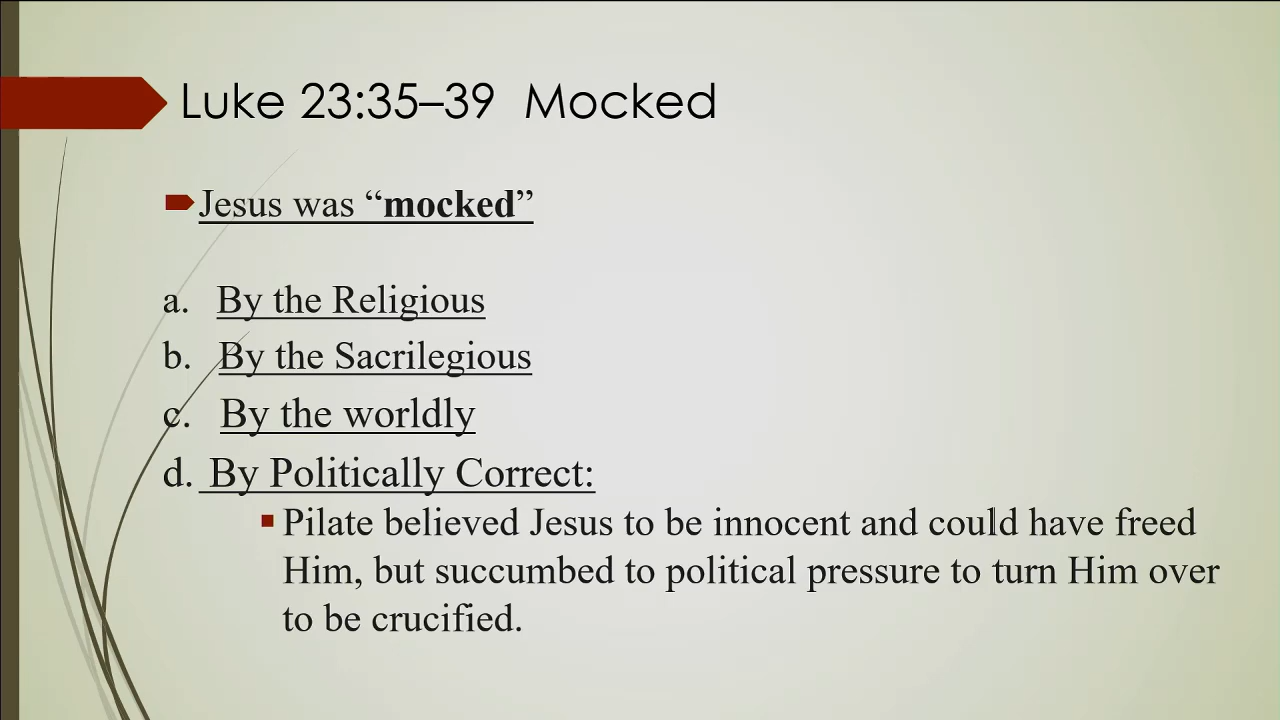 Luke 23:35–39  Mocked
Jesus was “mocked”
a. By the Religious
b. By the Sacrilegious
c. By the worldly
d. By Politically Correct:
Pilate believed Jesus to be innocent and could have freed
Him, but succumbed to political pressure to turn Him over
to be crucified.